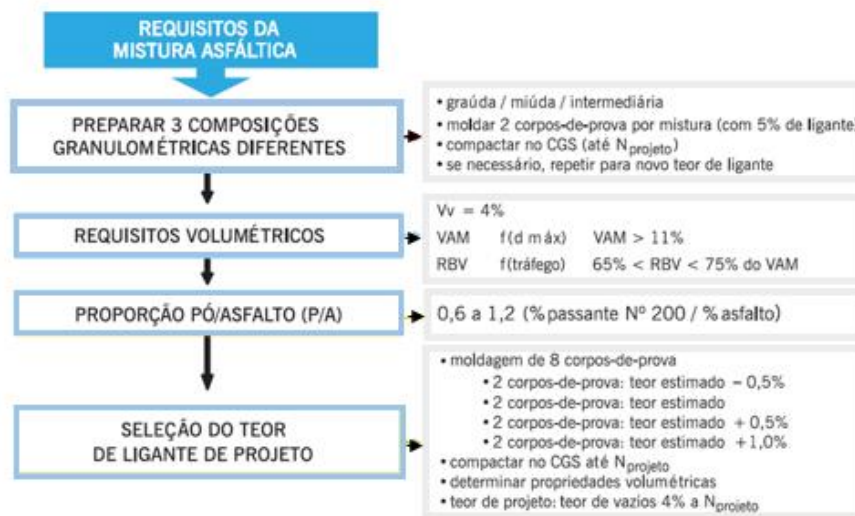 REQUISITOS DA
MISTURA ASFÁLTICA
PREPARAR 3 COMPOSIÇÕES
GRANULOMÉTRICAS DIFERENTES
• graúda / miúda / intermediária
• moldar 2 corpos-de-prova por mistura (com 5% de ligante)
• compactar no CGS (até Nprojeto)
• se necessário, repetir para novo teor de ligante
REQUISITOS VOLUMÉTRICOS
Vv = 4%
VAM f(d máx) VAM > 11%
RBV f(tráfego) 65% < RBV < 75% do VAM
PROPORÇÃO PÓ/ASFALTO (P/A)
0,6 a 1,2 (% passante Nº 200 / % asfalto)
SELEÇÃO DO TEOR
DE LIGANTE DE PROJETO
• moldagem de 8 corpos-de-prova
• 2 corpos-de-prova: teor estimado – 0,5%
• 2 corpos-de-prova: teor estimado
• 2 corpos-de-prova: teor estimado + 0,5%
• 2 corpos-de-prova: teor estimado +1,0%
• compactar no CGS até Nprojeto
• determinar propriedades volumétricas
• teor de projeto: teor de vazios 4% a Nprojeto